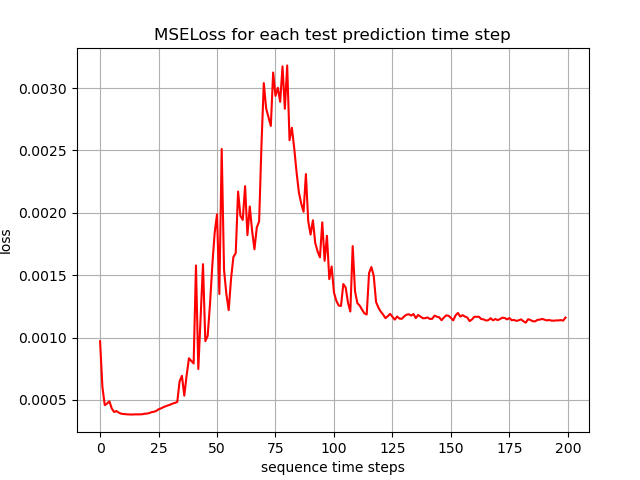 MSELoss for each test prediction time step
0.0030
0.0025
0.0020
0.0015
0.0010
0.0005
loss
0 25 50 75 100 125 150 175 200
sequence time steps